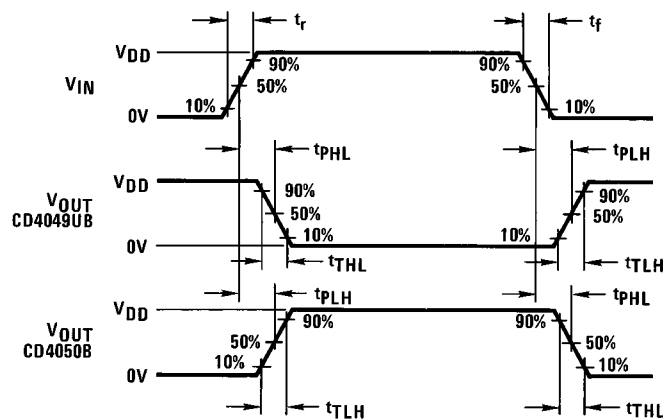 tr tf
VDD 90% 90%
VIN 50% 50%
0V 10% 10%
tPHL tPLH
VDD 90% 90%
VOUT
CD4049UB 50% 50%
0V 10% 10%
tTHL tTLH
tPLH tPHL
VDD 90% 90%
VOUT
CD4050B 50% 50%
0V 10% 10%
tTLH tTHL